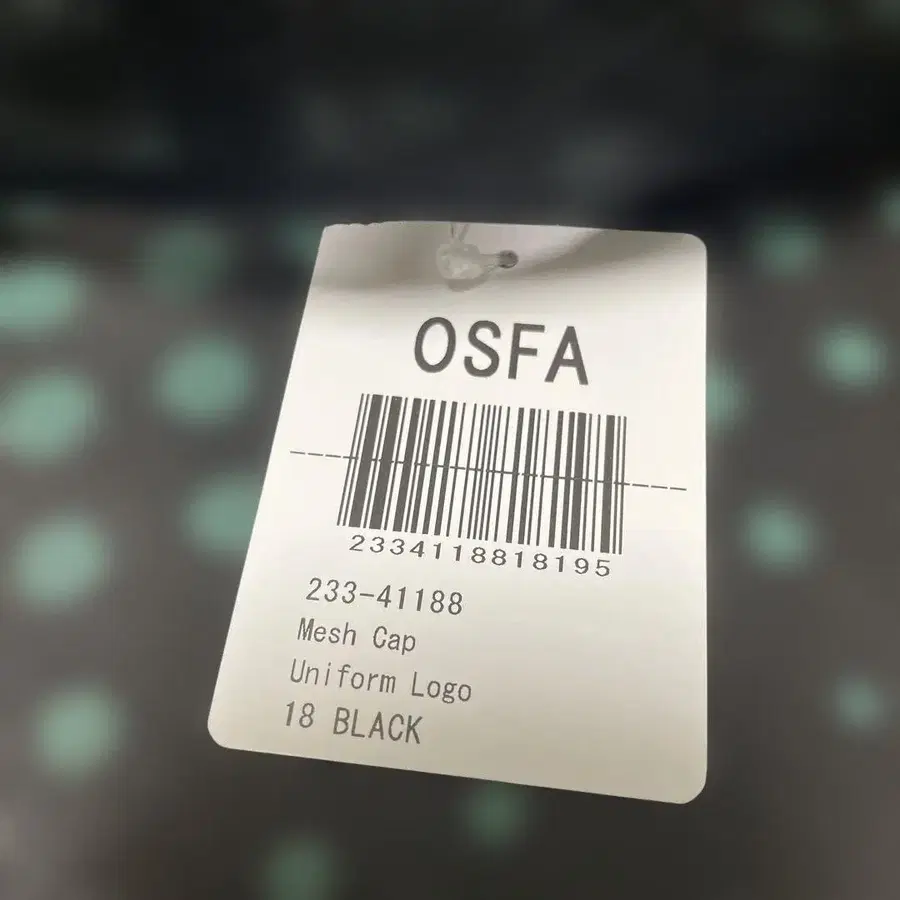 OSFA
2334118818195
233-41188
Mesh Cap
Uniform Logo
18 BLACK